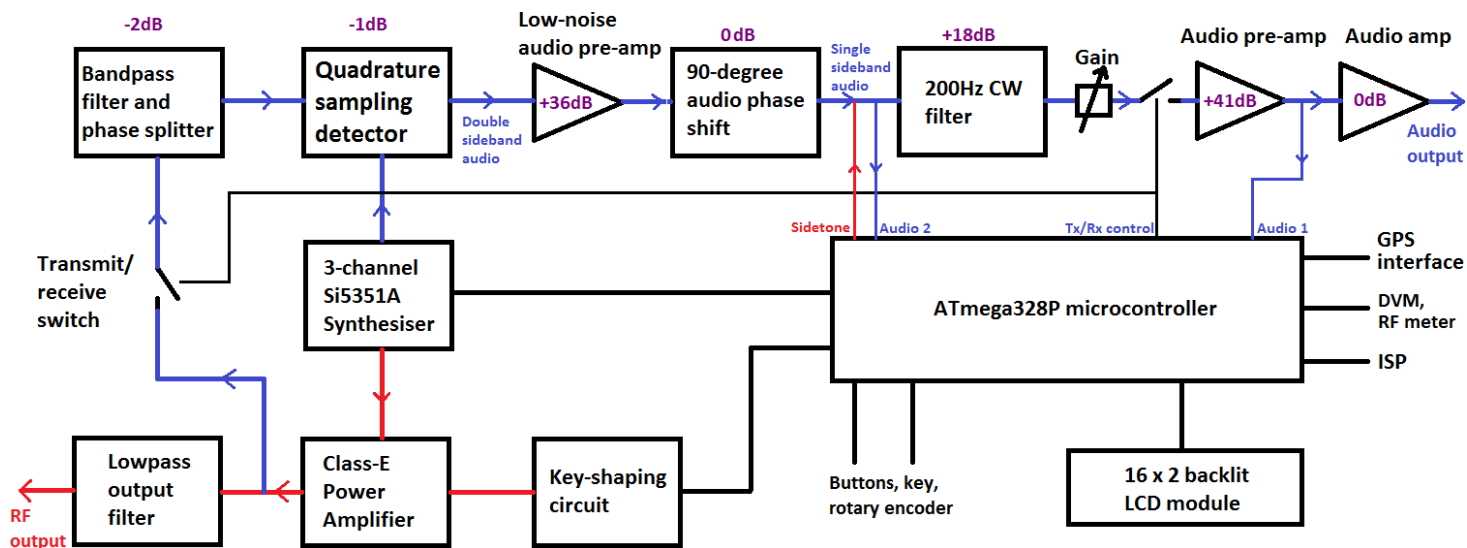 -2dB
Bandpass
filter and
phase splitter
-1dB
Quadrature
sampling
detector
Double
sideband
audio
Low-noise
audio pre-amp
+36dB
0dB
90-degree
audio phase
shift
Single
sideband
audio
+18dB
200Hz CW
filter
Gain
Audio pre-amp
+41dB
Audio amp
0dB
Audio
output
Sidetone
Audio 2
Tx/Rx control
Audio 1
Transmit/
receive
switch
3-channel
Si5351A
Synthesiser
ATmega328P microcontroller
GPS
interface
DVM,
RF meter
ISP
RF
output
Lowpass
output
filter
Class-E
Power
Amplifier
Key-shaping
circuit
Buttons, key,
rotary encoder
16 x 2 backlit
LCD module